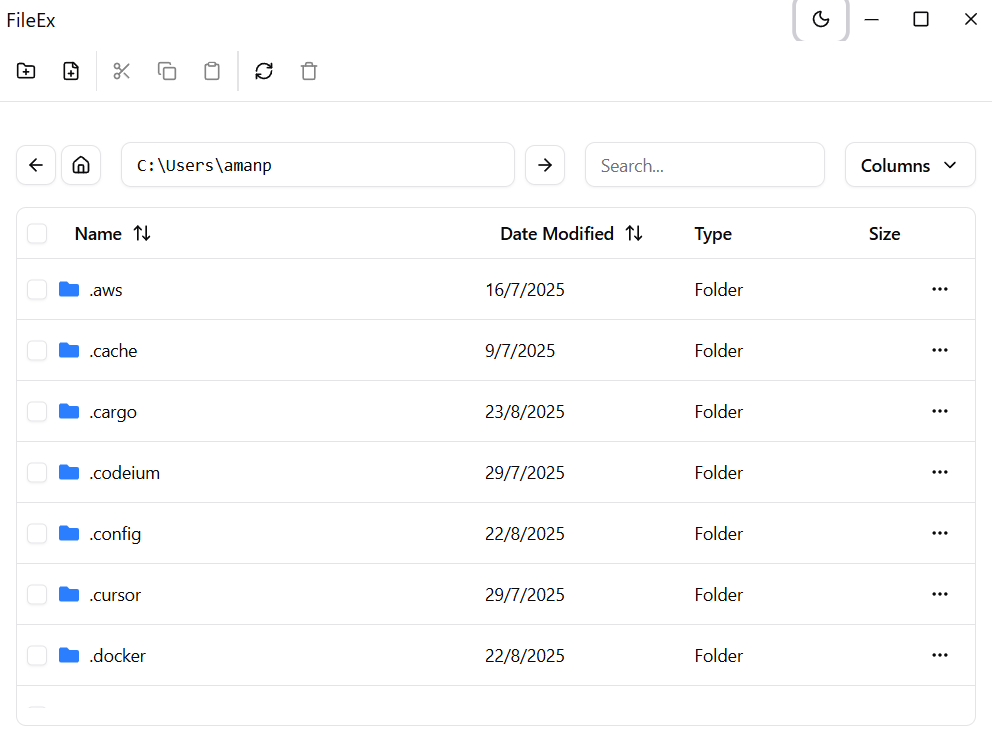 FileEx
C:\Users\amanp
Search...
Columns
Name Date Modified Type Size
.aws 16/7/2025 Folder
.cache 9/7/2025 Folder
.cargo 23/8/2025 Folder
.codeium 29/7/2025 Folder
.config 22/8/2025 Folder
.cursor 29/7/2025 Folder
.docker 22/8/2025 Folder